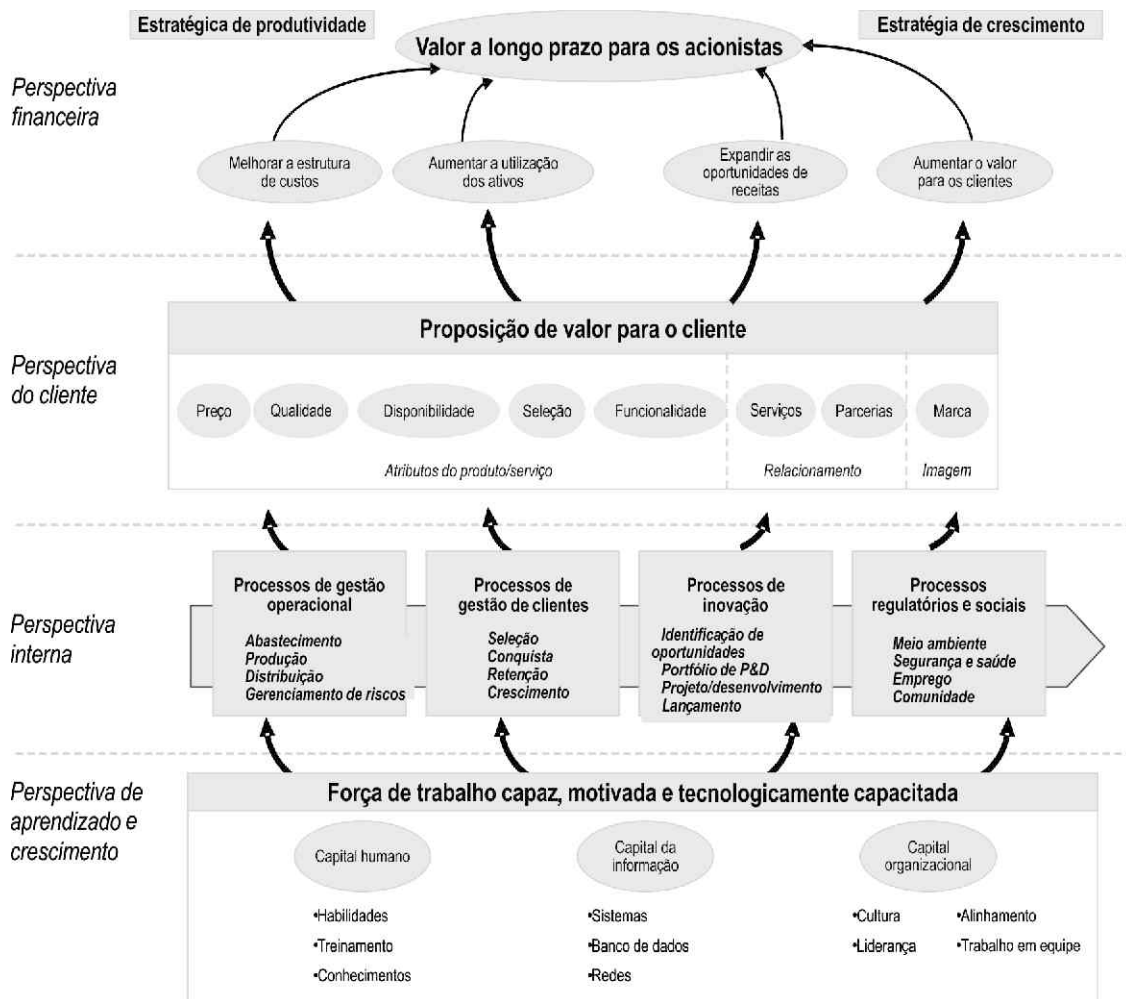 Estratégica de produtividade
Estratégia de crescimento
Valor a longo prazo para os acionistas
Perspectiva
financeira
Melhorar a estrutura
de custos
Aumentar a utilização
dos ativos
Expandir as
oportunidades de
receitas
Aumentar o valor
para os clientes
Proposição de valor para o cliente
Perspectiva
do cliente
Preço
Qualidade
Disponibilidade
Seleção
Funcionalidade
Serviços
Parcerias
Marca
Atributos do produto/serviço
Relacionamento
Imagem
Perspectiva
interna
Processos de gestão
operacional
Abastecimento
Produção
Distribuição
Gerenciamento de riscos
Processos de
gestão de clientes
Seleção
Conquista
Retenção
Crescimento
Processos de
inovação
Identificação de
oportunidades
Portfólio de P&D
Projeto/desenvolvimento
Lançamento
Processos
regulatórios e sociais
Meio ambiente
Segurança e saúde
Emprego
Comunidade
Perspectiva de
aprendizado e
crescimento
Força de trabalho capaz, motivada e tecnologicamente capacitada
Capital humano
•Habilidades
•Treinamento
•Conhecimentos
Capital da
informação
•Sistemas
•Banco de dados
•Redes
Capital
organizacional
•Cultura
•Liderança
•Alinhamento
•Trabalho em equipe